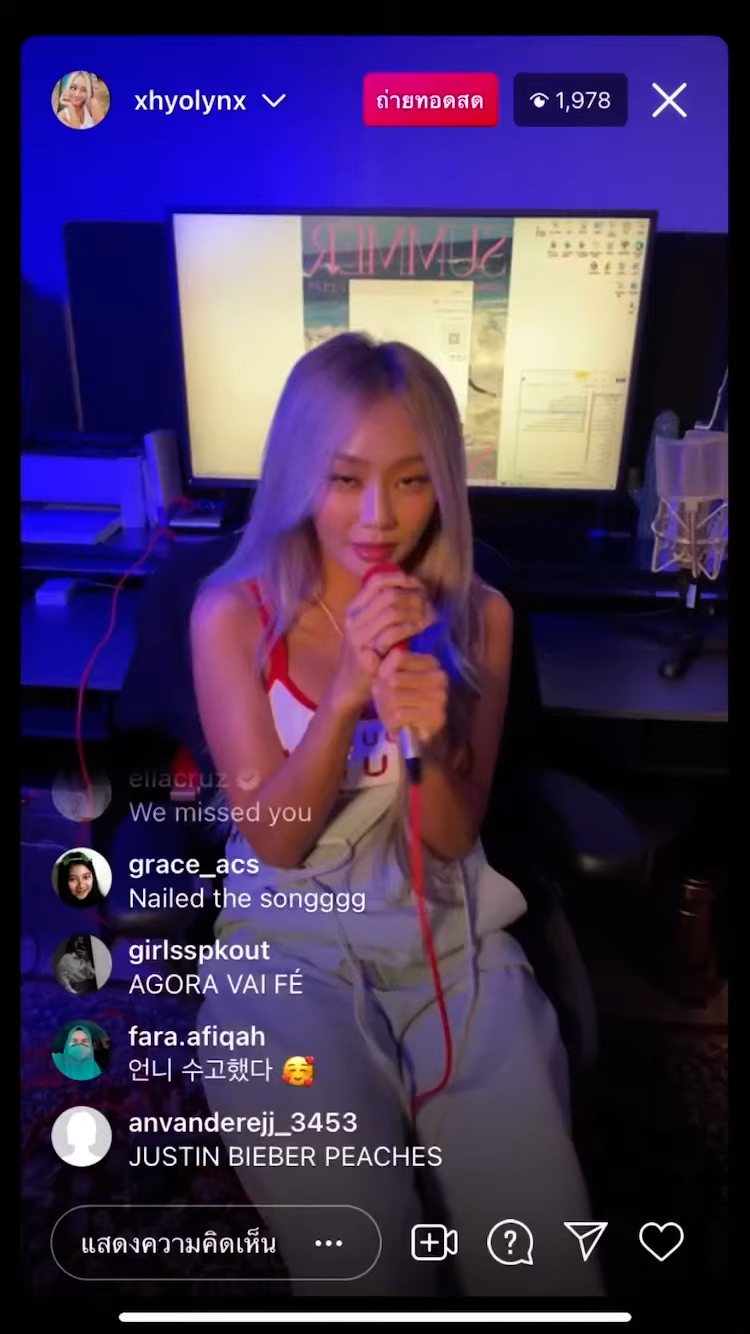 xhyolynx
ถ่ายทอดสด
1,978
SUMMER
ellacruz
We missed you
grace_acs
Nailed the songggg
girlsspkout
AGORA VAI FÉ
fara.afiqah
언니 수고했다 🥰
anvanderejj_3453
JUSTIN BIEBER PEACHES
แสดงความคิดเห็น